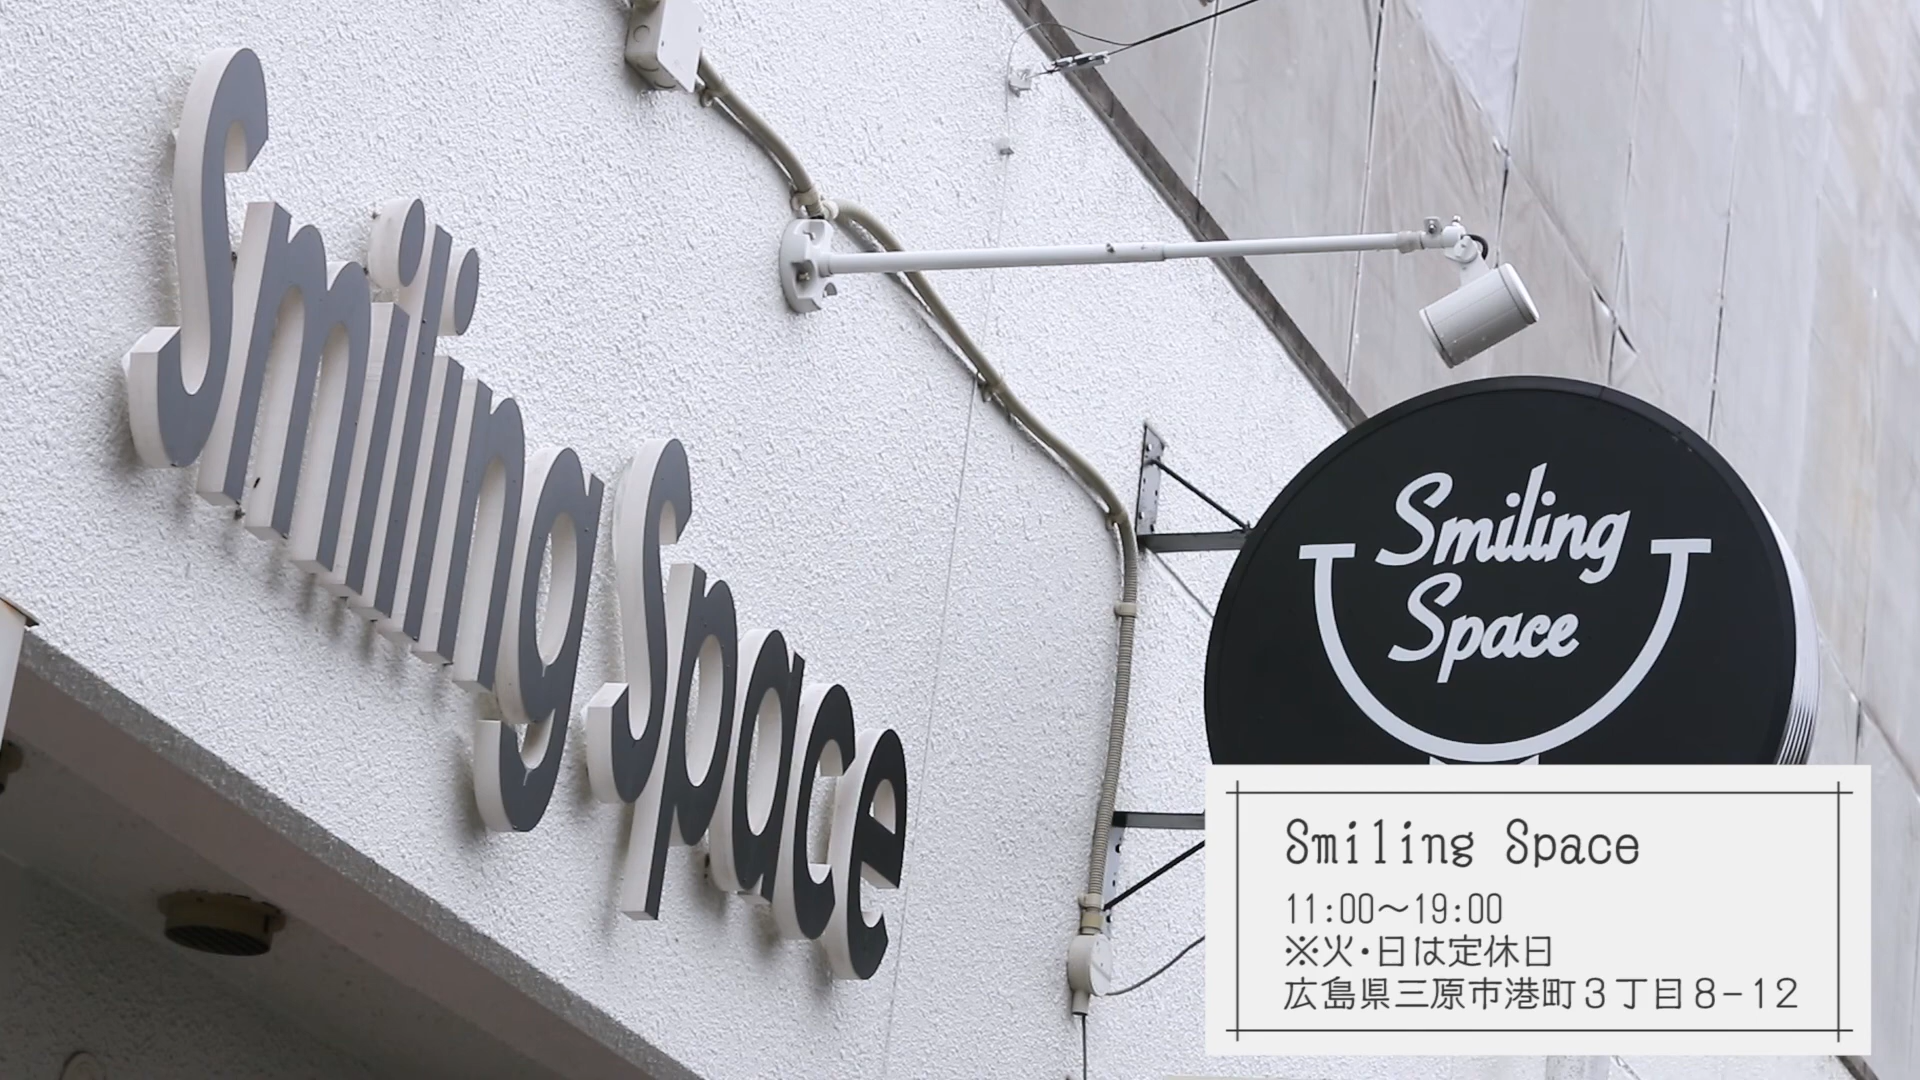 Smiling Space
Smiling
Space
Smiling Space
11:00～19:00
※火・日は定休日
広島県三原市港町３丁目８−１２